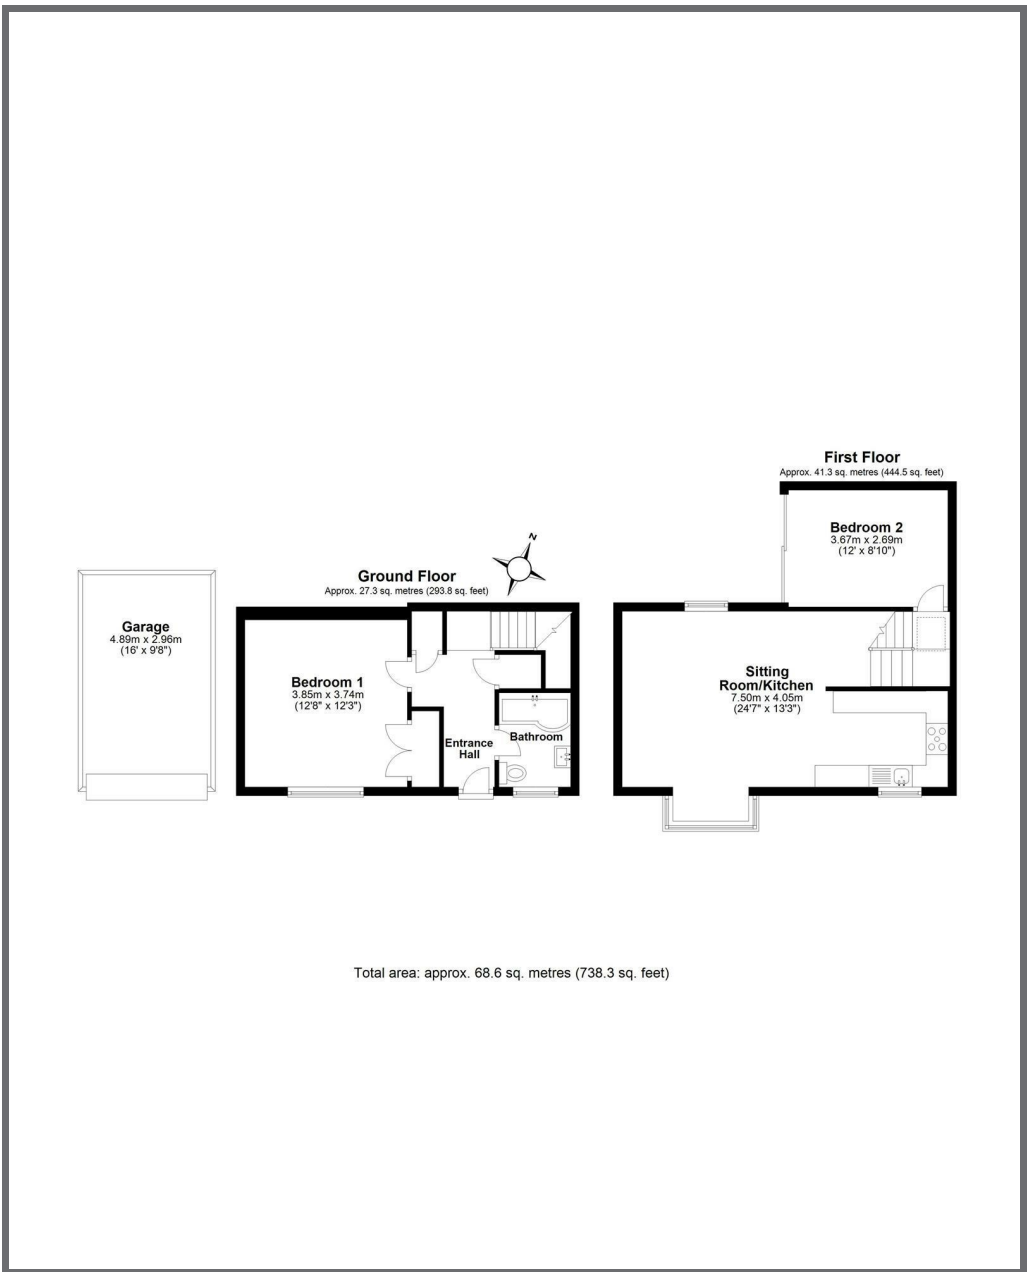 First Floor
Approx. 41.3 sq. metres (444.5 sq. feet)
Bedroom 2
3.67m x 2.69m
(12' x 8'10")
N
Ground Floor
Approx. 27.3 sq. metres (293.8 sq. feet)
Garage
4.89m x 2.96m
(16' x 9'8")
Bedroom 1
3.85m x 3.74m
(12'8" x 12'3")
Entrance
Hall
Bathroom
Sitting
Room/Kitchen
7.50m x 4.05m
(24'7" x 13'3")
Total area: approx. 68.6 sq. metres (738.3 sq. feet)